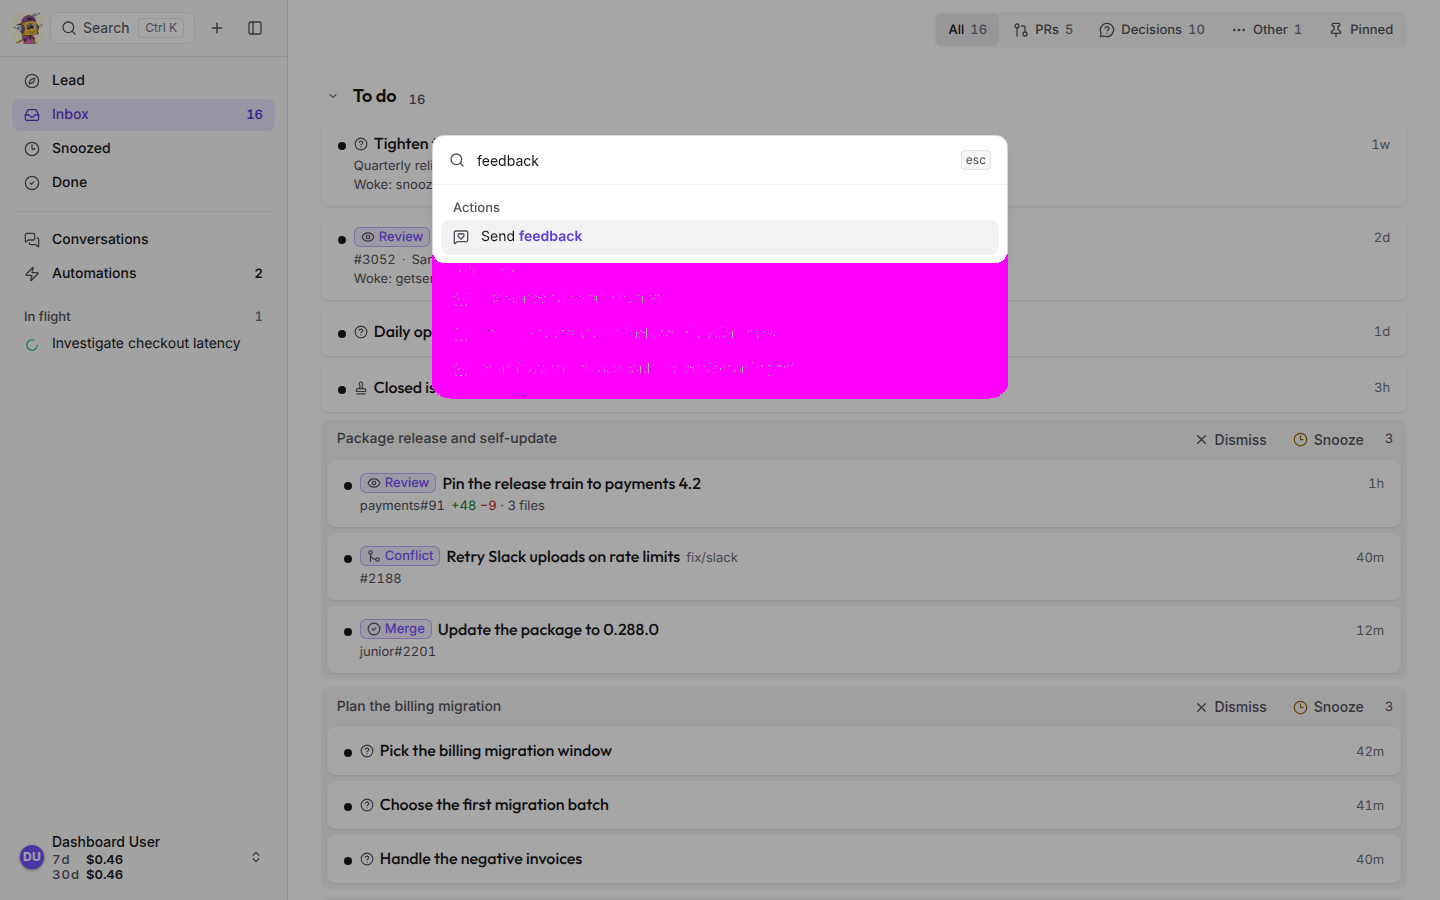 Search Ctrl K
Lead
Inbox 16
Snoozed
Done
Conversations
Automations 2
In flight 1
Investigate checkout latency
Dashboard User
7d $0.46
30d $0.46
DU
All 16 PRs 5 Decisions 10 Other 1 Pinned
To do 16
Tighten 1w
Quarterly
Woke:
feedback esc
Actions
Send feedback
Review 2d
#3052 ·
Woke:
Daily 1d
Closed 3h
Package release and self-update Dismiss Snooze 3
Review Pin the release train to payments 4.2 1h
payments#91 +48 −9 · 3 files
Conflict Retry Slack uploads on rate limits fix/slack 40m
#2188
Merge Update the package to 0.288.0 12m
junior#2201
Plan the billing migration Dismiss Snooze 3
Pick the billing migration window 42m
Choose the first migration batch 41m
Handle the negative invoices 40m